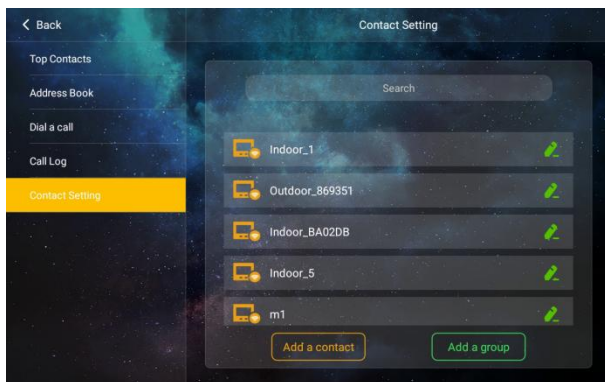 Back
Contact Setting
Top Contacts
Address Book
Dial a call
Call Log
Contact Setting
Search
Indoor_1
Outdoor_869351
Indoor_BA02DB
Indoor_5
m1
Add a contact
Add a group